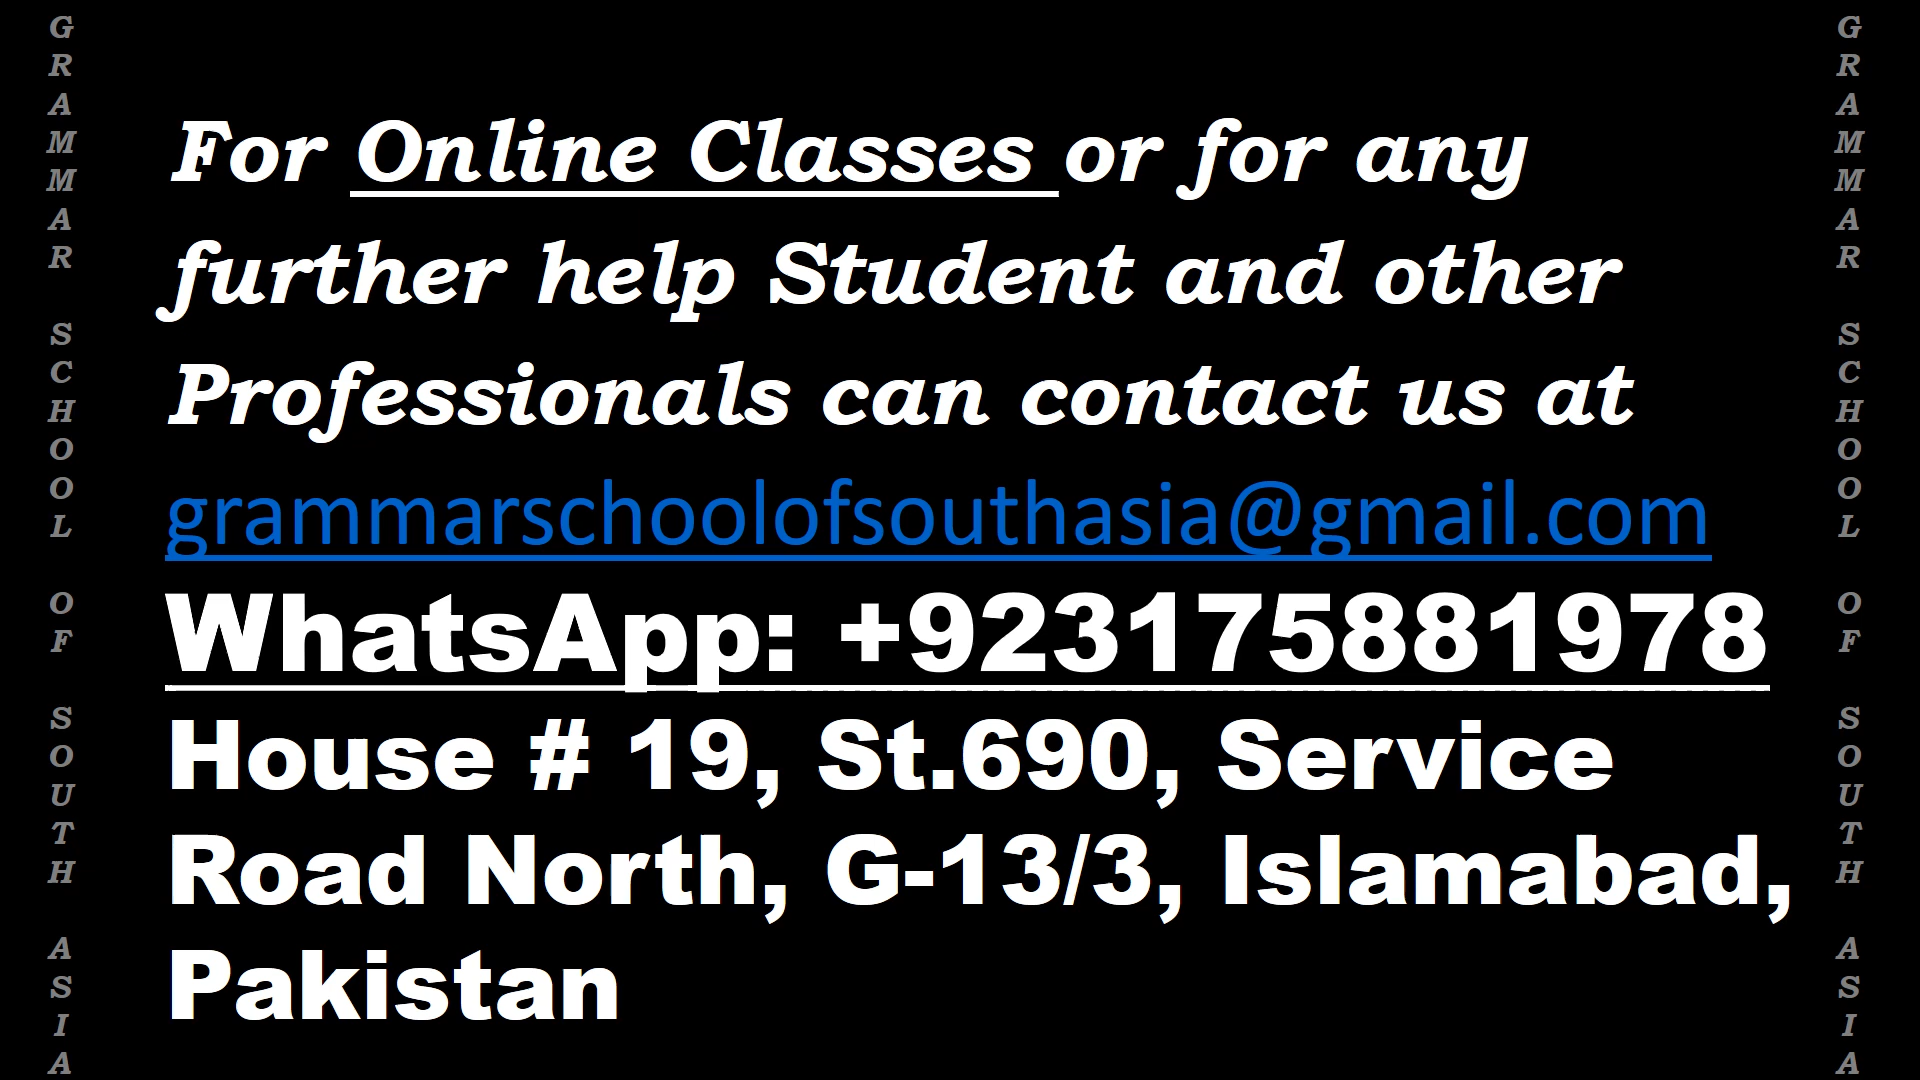 GRAMMAR SCHOOL OF SOUTH ASIA
For Online Classes or for any
further help Student and other
Professionals can contact us at
grammarschoolofsouthasia@gmail.com
WhatsApp: +923175881978
House # 19, St.690, Service
Road North, G-13/3, Islamabad,
Pakistan
GRAMMAR SCHOOL OF SOUTH ASIA